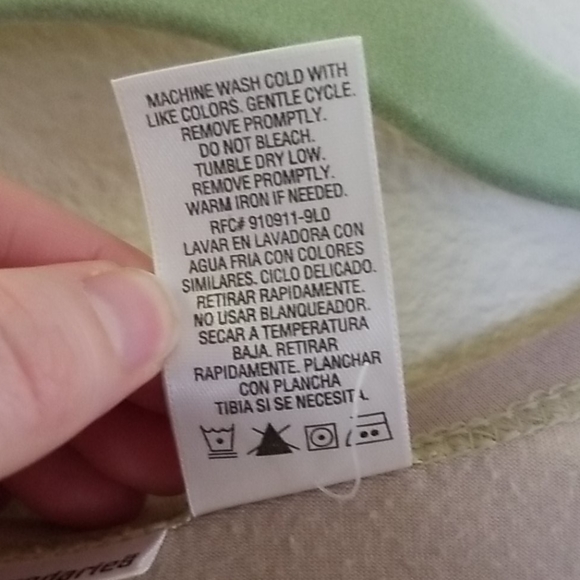 MACHINE WASH COLD WITH
LIKE COLORS. GENTLE CYCLE.
REMOVE PROMPTLY.
DO NOT BLEACH.
TUMBLE DRY LOW.
REMOVE PROMPTLY.
WARM IRON IF NEEDED.
RFC# 910911-9L0
LAVAR EN LAVADORA CON
AGUA FRIA CON COLORES
SIMILARES. CICLO DELICADO.
RETIRAR RAPIDAMENTE.
NO USAR BLANQUEADOR.
SECAR A TEMPERATURA
BAJA. RETIRAR
RAPIDAMENTE. PLANCHAR
CON PLANCHA
TIBIA SI SE NECESITA.